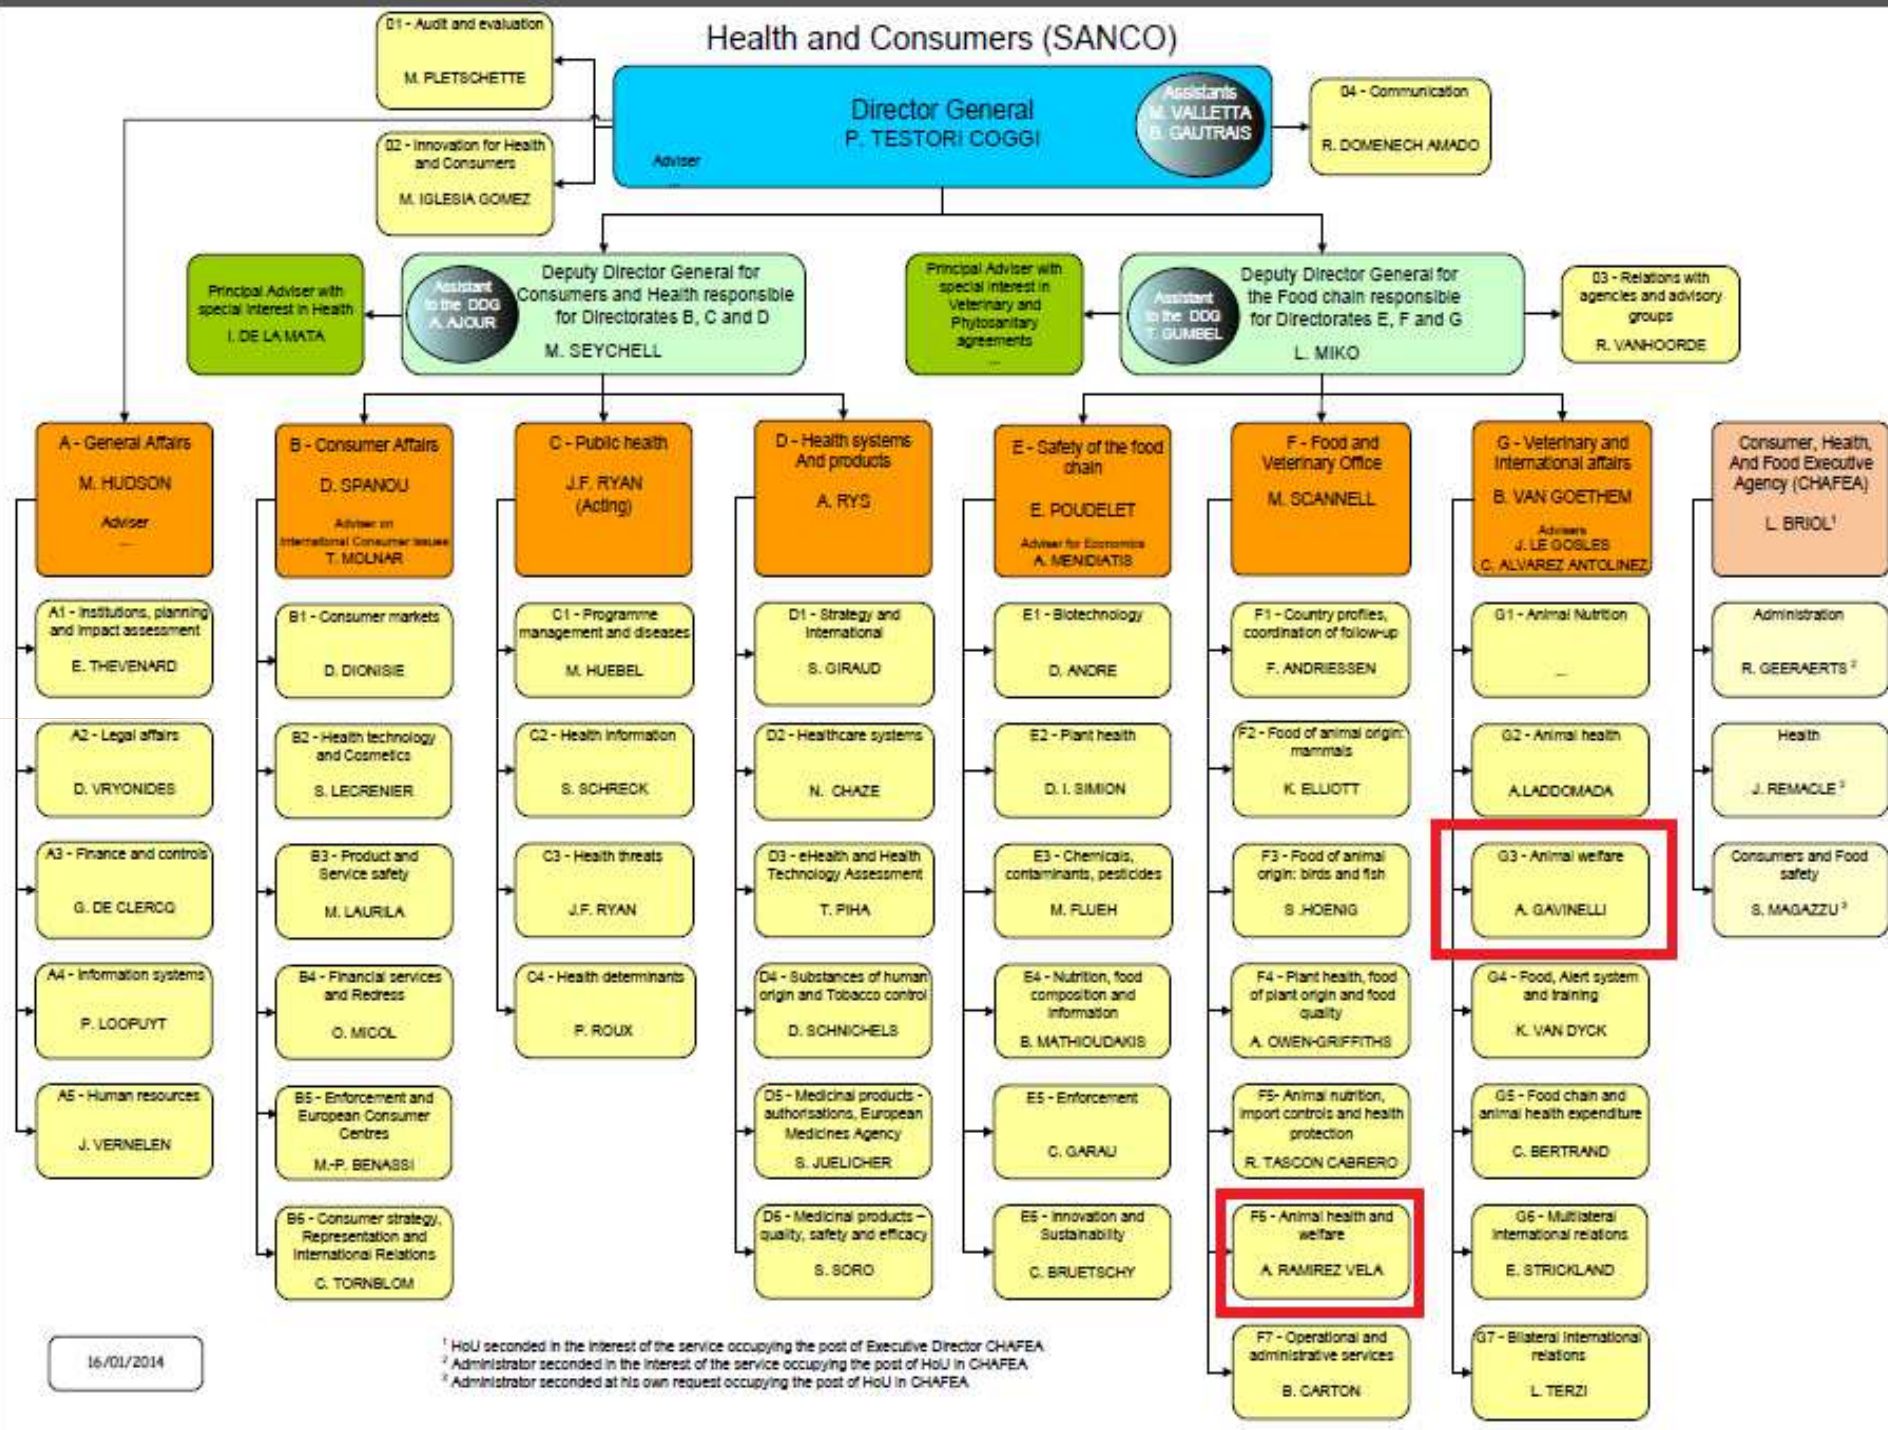 Health and Consumers (SANCO)
01 - Audit and evaluation
M. PLETSCHETTE
02 - Innovation for Health
and Consumers
M. IGLESIA GOMEZ
Director General
P. TESTORI COGGI
Adviser
...
Assistants
M. VALLETTA
B. GAUTRAIS
04 - Communication
R. DOMENECH AMADO
Principal Adviser with
special interest in Health
I. DE LA MATA
Assistant
to the DDG
A. AJOUR
Deputy Director General for
Consumers and Health responsible
for Directorates B, C and D
M. SEYCHELL
Principal Adviser with
special interest in
Veterinary and
Phytosanitary
agreements
...
Assistant
to the DDG
T. GUMBEL
Deputy Director General for
the Food chain responsible
for Directorates E, F and G
L. MIKO
03 - Relations with
agencies and advisory
groups
R. VANHOORDE
A - General Affairs
M. HUDSON
Adviser
...
A1 - Institutions, planning
and impact assessment
E. THEVENARD
A2 - Legal affairs
D. VRYONIDES
A3 - Finance and controls
G. DE CLERCQ
A4 - Information systems
P. LOOPUYT
A5 - Human resources
J. VERNELEN
B - Consumer Affairs
D. SPANOU
Adviser on
International Consumer issues
T. MOLNAR
B1 - Consumer markets
D. DIONISIE
B2 - Health technology
and Cosmetics
S. LECRENIER
B3 - Product and
Service safety
M. LAURILA
B4 - Financial services
and Redress
O. MICOL
B5 - Enforcement and
European Consumer
Centres
M.-P. BENASSI
B6 - Consumer strategy,
Representation and
International Relations
C. TORNBLOM
C - Public health
J.F. RYAN
(Acting)
C1 - Programme
management and diseases
M. HUEBEL
C2 - Health information
S. SCHRECK
C3 - Health threats
J.F. RYAN
C4 - Health determinants
P. ROUX
D - Health systems
And products
A. RYS
D1 - Strategy and
International
S. GIRAUD
D2 - Healthcare systems
N. CHAZE
D3 - eHealth and Health
Technology Assessment
T. PIHA
D4 - Substances of human
origin and Tobacco control
D. SCHNICHELS
D5 - Medicinal products -
authorisations, European
Medicines Agency
S. JUELICHER
D6 - Medicinal products –
quality, safety and efficacy
S. SORO
E - Safety of the food
chain
E. POUDELET
Adviser for Economics
A. MENIDIATIS
E1 - Biotechnology
D. ANDRE
E2 - Plant health
D. I. SIMION
E3 - Chemicals,
contaminants, pesticides
M. FLUEH
E4 - Nutrition, food
composition and
information
B. MATHIOUDAKIS
E5 - Enforcement
C. GARAU
E6 - Innovation and
Sustainability
C. BRUETSCHY
F - Food and
Veterinary Office
M. SCANNELL
F1 - Country profiles,
coordination of follow-up
F. ANDRIESSEN
F2 - Food of animal origin:
mammals
K. ELLIOTT
F3 - Food of animal
origin: birds and fish
S .HOENIG
F4 - Plant health, food
of plant origin and food
quality
A. OWEN-GRIFFITHS
F5- Animal nutrition,
import controls and health
protection
R. TASCON CABRERO
F6 - Animal health and
welfare
A. RAMIREZ VELA
F7 - Operational and
administrative services
B. CARTON
G - Veterinary and
International affairs
B. VAN GOETHEM
Advisers
J. LE GOSLES
C. ALVAREZ ANTOLINEZ
G1 - Animal Nutrition
...
G2 - Animal health
A.LADDOMADA
G3 - Animal welfare
A. GAVINELLI
G4 - Food, Alert system
and training
K. VAN DYCK
G5 - Food chain and
animal health expenditure
C. BERTRAND
G6 - Multilateral
international relations
E. STRICKLAND
G7 - Bilateral international
relations
L. TERZI
Consumer, Health,
And Food Executive
Agency (CHAFEA)
L. BRIOL¹
Administration
R. GEERAERTS ²
Health
J. REMACLE ³
Consumers and Food
safety
S. MAGAZZU ³
16/01/2014
¹ HoU seconded in the interest of the service occupying the post of Executive Director CHAFEA
² Administrator seconded in the interest of the service occupying the post of HoU in CHAFEA
³ Administrator seconded at his own request occupying the post of HoU in CHAFEA